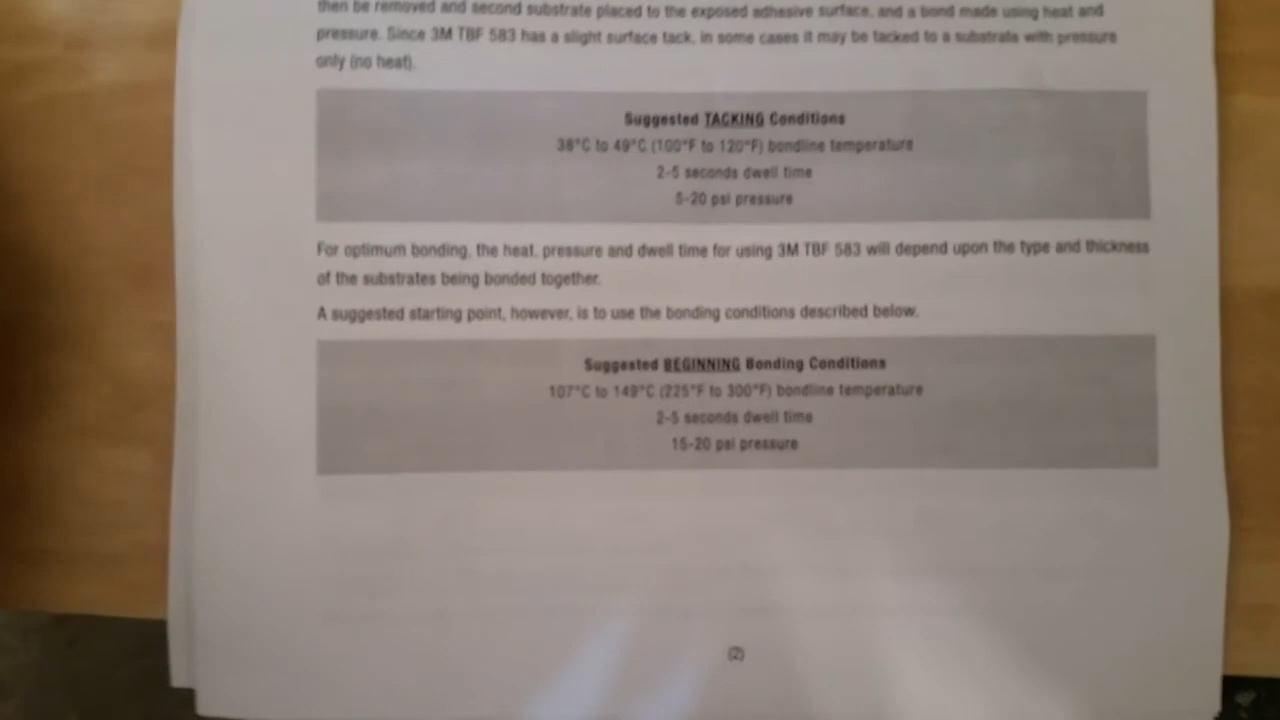 then be removed and second substrate placed to the exposed adhesive surface, and a bond made using heat and
pressure. Since 3M TBF 583 has a slight surface tack, in some cases it may be tacked to a substrate with pressure
only (no heat).
Suggested TACKING Conditions
38°C to 49°C (100°F to 120°F) bondline temperature
2-5 seconds dwell time
5-20 psi pressure
For optimum bonding, the heat, pressure and dwell time for using 3M TBF 583 will depend upon the type and thickness
of the substrates being bonded together.
A suggested starting point, however, is to use the bonding conditions described below.
Suggested BEGINNING Bonding Conditions
107°C to 149°C (225°F to 300°F) bondline temperature
2-5 seconds dwell time
15-20 psi pressure
(2)